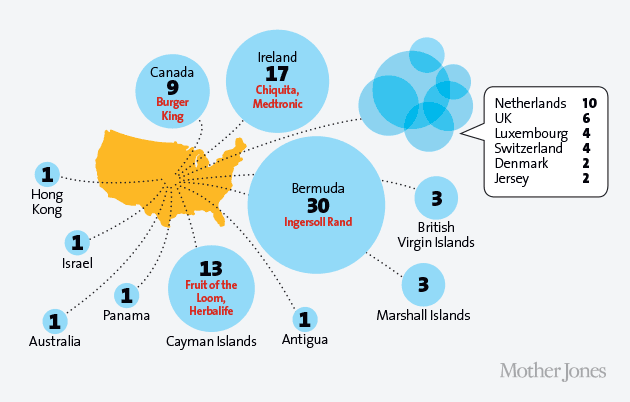 Canada
9
Burger
King
Ireland
17
Chiquita,
Medtronic
Netherlands 10
UK 6
Luxembourg 4
Switzerland 4
Denmark 2
Jersey 2
1
Hong
Kong
Bermuda
30
Ingersoll Rand
3
British
Virgin Islands
1
Israel
13
Fruit of the
Loom,
Herbalife
Cayman Islands
3
Marshall Islands
1
Panama
1
Australia
1
Antigua
Mother Jones